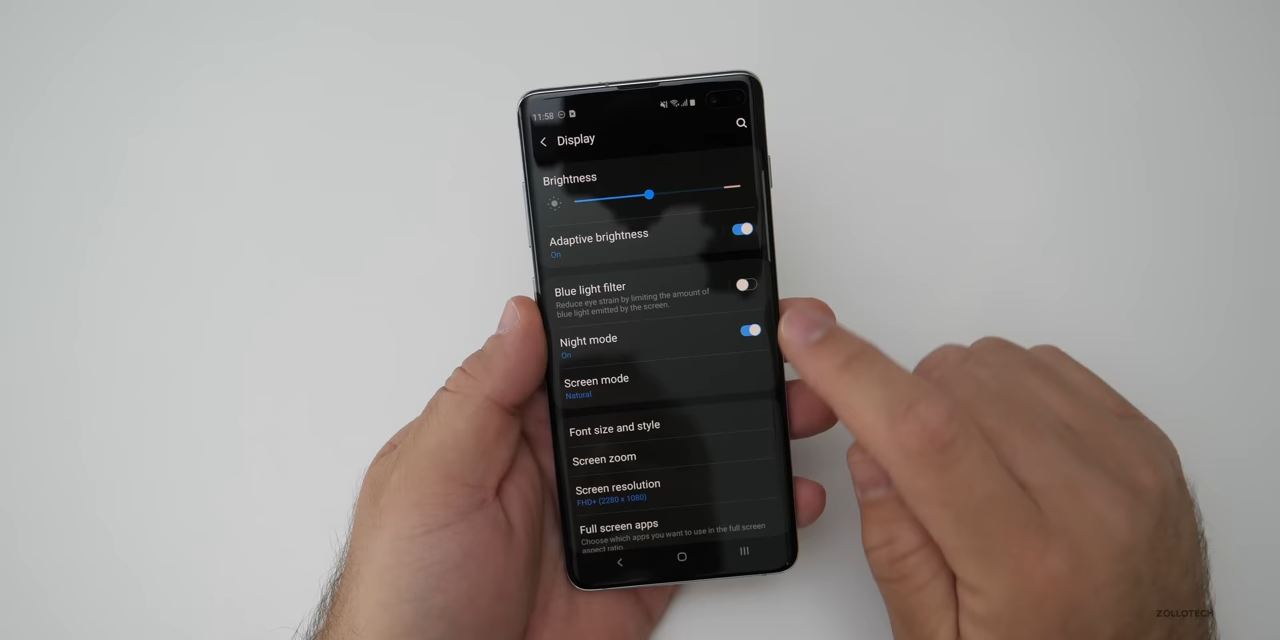 11:58
Display
Brightness
Adaptive brightness
On
Blue light filter
Reduce eye strain by limiting the amount of
blue light emitted by the screen.
Night mode
On
Screen mode
Natural
Font size and style
Screen zoom
Screen resolution
FHD+ (2280 x 1080)
Full screen apps
Choose which apps you want to use in the full screen
aspect ratio.
ZOLLOTECH